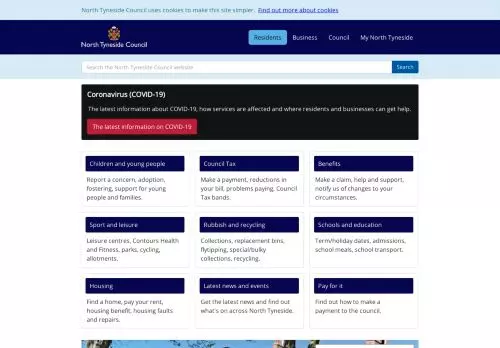 North Tyneside Council uses cookies to make this site simpler. Find out more about cookies
North Tyneside Council
Residents
Business
Council
My North Tyneside
Search the North Tyneside Council website
Search
Coronavirus (COVID-19)
The latest information about COVID-19, how services are affected and where residents and businesses can get help.
The latest information on COVID-19
Children and young people
Report a concern, adoption,
fostering, support for young
people and families.
Council Tax
Make a payment, reductions in
your bill, problems paying, Council
Tax bands.
Benefits
Make a claim, help and support,
notify us of changes to your
circumstances.
Sport and leisure
Leisure centres, Contours Health
and Fitness, parks, cycling,
allotments.
Rubbish and recycling
Collections, replacement bins,
flytipping, special/bulky
collections, recycling.
Schools and education
Term/holiday dates, admissions,
school meals, school transport.
Housing
Find a home, pay your rent,
housing benefit, housing faults
and repairs.
Latest news and events
Get the latest news and find out
what's on across North Tyneside.
Pay for it
Find out how to make a
payment to the council.